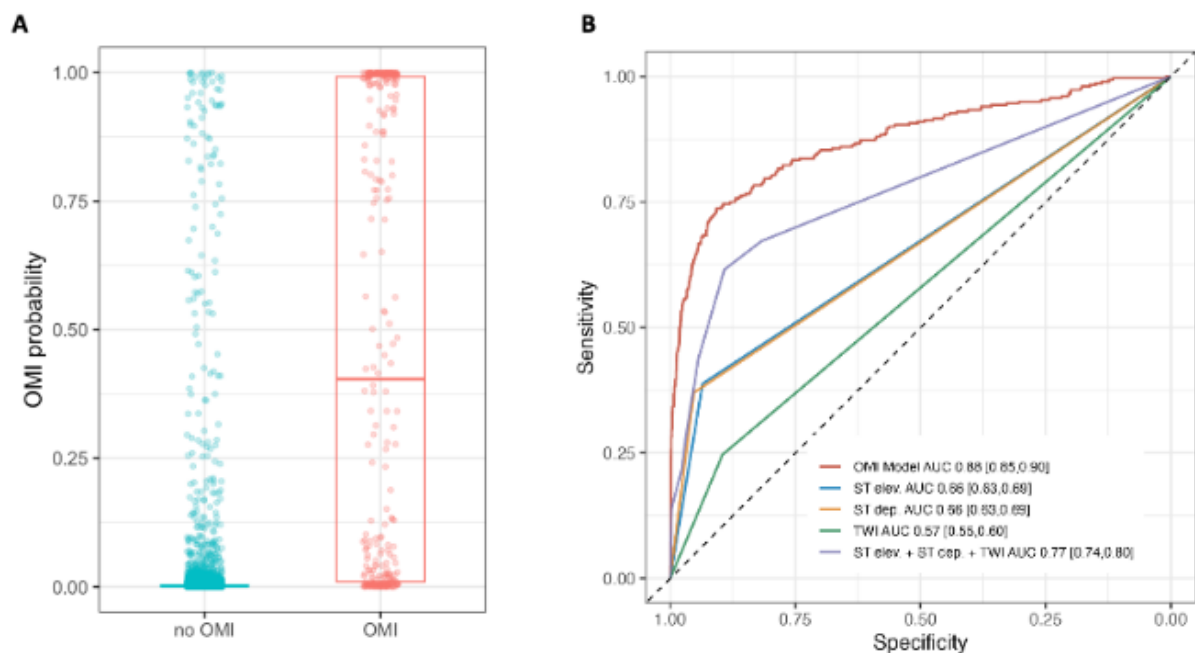 A
OMI probability
1.00
0.75
0.50
0.25
0.00
no OMI
OMI
B
Sensitivity
1.00
0.75
0.50
0.25
0.00
OMI Model AUC 0.88 [0.85,0.90]
ST elev. AUC 0.66 [0.63,0.69]
ST dep. AUC 0.66 [0.63,0.69]
TWI AUC 0.57 [0.55,0.60]
ST elev. + ST dep. + TWI AUC 0.77 [0.74,0.80]
1.00
0.75
0.50
0.25
0.00
Specificity